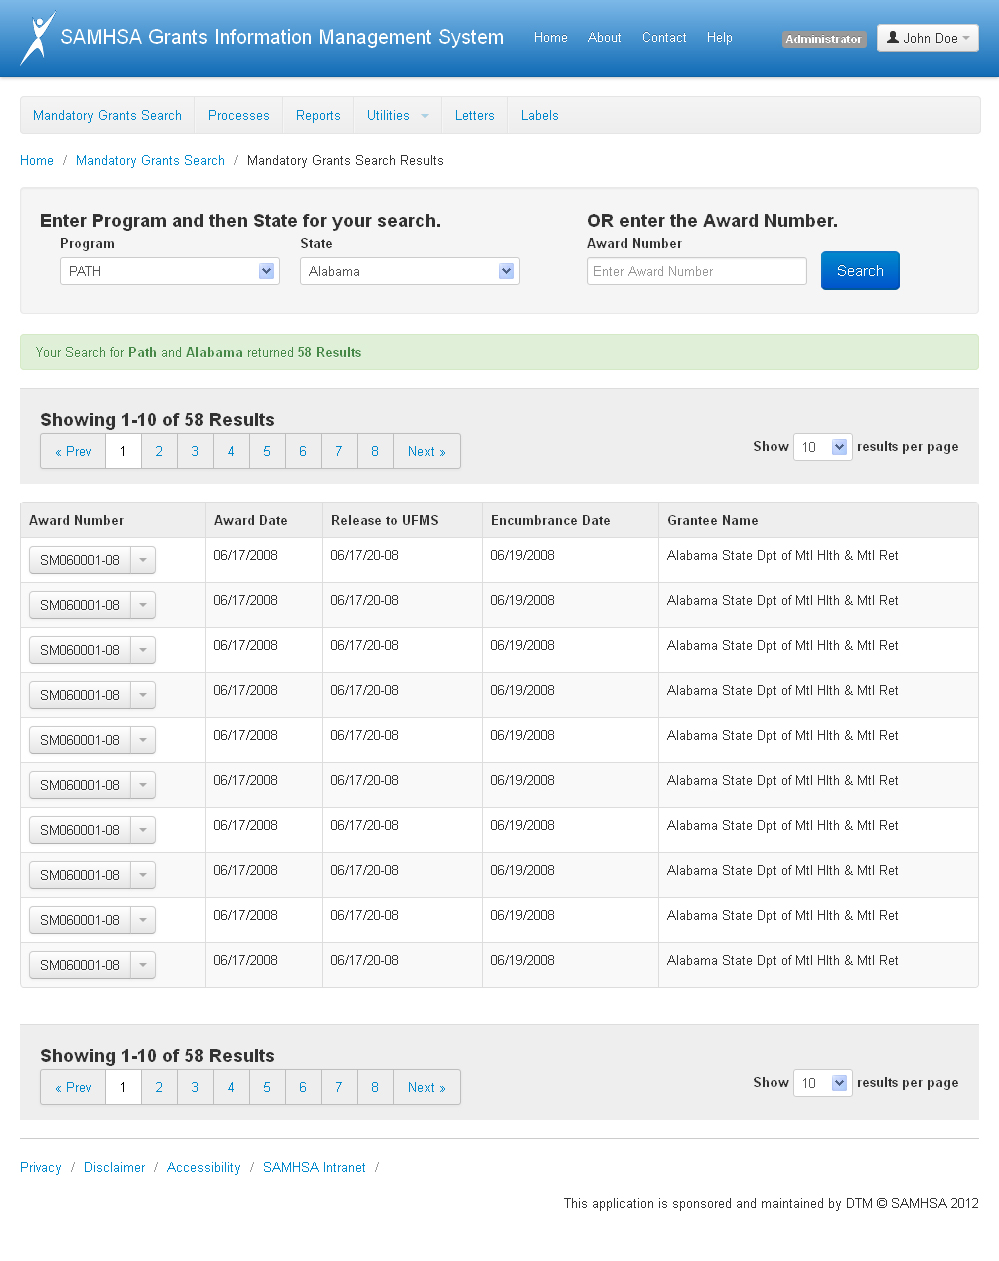 SAMHSA Grants Information Management System Home About Contact Help Administrator John Doe
Mandatory Grants Search Processes Reports Utilities Letters Labels
Home / Mandatory Grants Search / Mandatory Grants Search Results
Enter Program and then State for your search. OR enter the Award Number.
Program State Award Number
PATH Alabama Enter Award Number Search
Your Search for Path and Alabama returned 58 Results
Showing 1-10 of 58 Results
« Prev 1 2 3 4 5 6 7 8 Next » Show 10 results per page
Award Number Award Date Release to UFMS Encumbrance Date Grantee Name
SM060001-08 06/17/2008 06/17/20-08 06/19/2008 Alabama State Dpt of Mtl Hlth & Mtl Ret
SM060001-08 06/17/2008 06/17/20-08 06/19/2008 Alabama State Dpt of Mtl Hlth & Mtl Ret
SM060001-08 06/17/2008 06/17/20-08 06/19/2008 Alabama State Dpt of Mtl Hlth & Mtl Ret
SM060001-08 06/17/2008 06/17/20-08 06/19/2008 Alabama State Dpt of Mtl Hlth & Mtl Ret
SM060001-08 06/17/2008 06/17/20-08 06/19/2008 Alabama State Dpt of Mtl Hlth & Mtl Ret
SM060001-08 06/17/2008 06/17/20-08 06/19/2008 Alabama State Dpt of Mtl Hlth & Mtl Ret
SM060001-08 06/17/2008 06/17/20-08 06/19/2008 Alabama State Dpt of Mtl Hlth & Mtl Ret
SM060001-08 06/17/2008 06/17/20-08 06/19/2008 Alabama State Dpt of Mtl Hlth & Mtl Ret
SM060001-08 06/17/2008 06/17/20-08 06/19/2008 Alabama State Dpt of Mtl Hlth & Mtl Ret
SM060001-08 06/17/2008 06/17/20-08 06/19/2008 Alabama State Dpt of Mtl Hlth & Mtl Ret
Showing 1-10 of 58 Results
« Prev 1 2 3 4 5 6 7 8 Next » Show 10 results per page
Privacy / Disclaimer / Accessibility / SAMHSA Intranet /
This application is sponsored and maintained by DTM © SAMHSA 2012